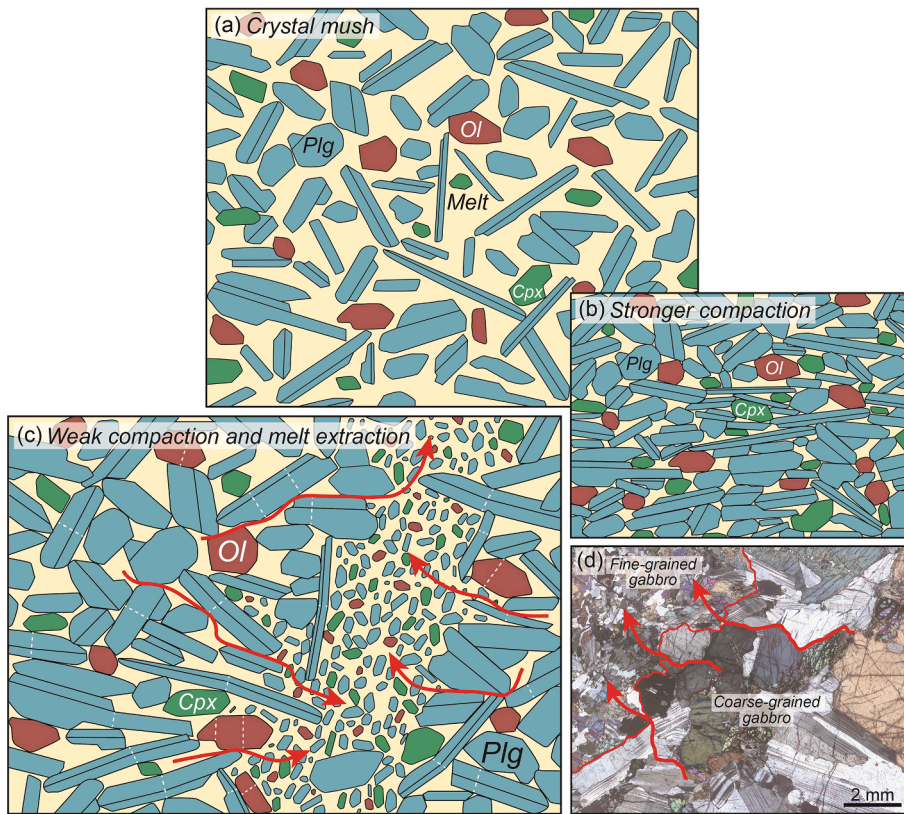 (a) Crystal mush
Ol
Plg
Melt
Cpx
(b) Stronger compaction
Plg
Ol
Cpx
(c) Weak compaction and melt extraction
Ol
Cpx
Plg
(d)
Fine-grained
gabbro
Coarse-grained
gabbro
2 mm